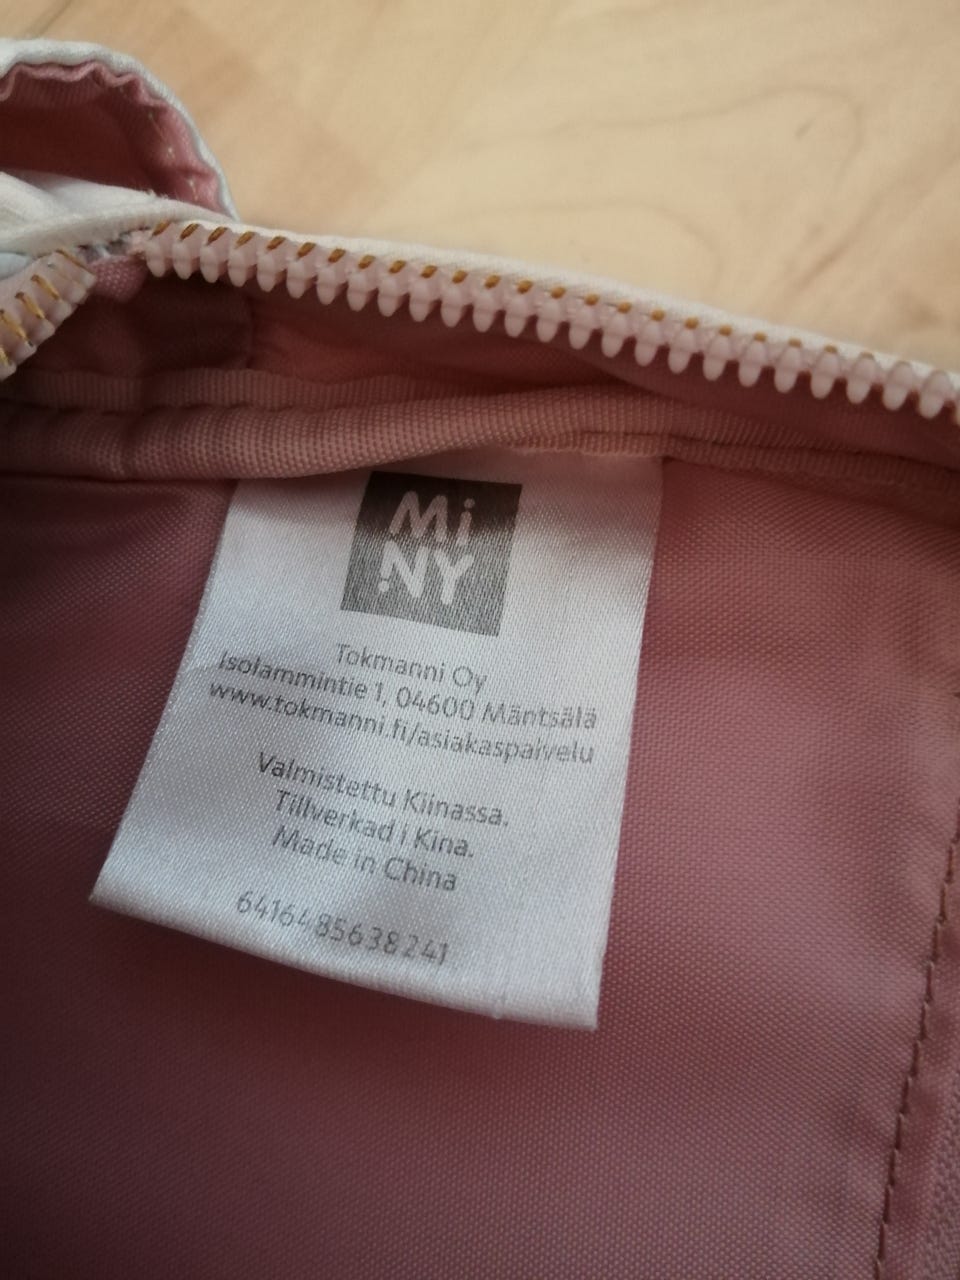 Mi
NY
Tokmanni Oy
Isolammintie 1, 04600 Mäntsälä
www.tokmanni.fi/asiakaspalvelu
Valmistettu Kiinassa.
Tillverkad i Kina.
Made in China
6416485638241